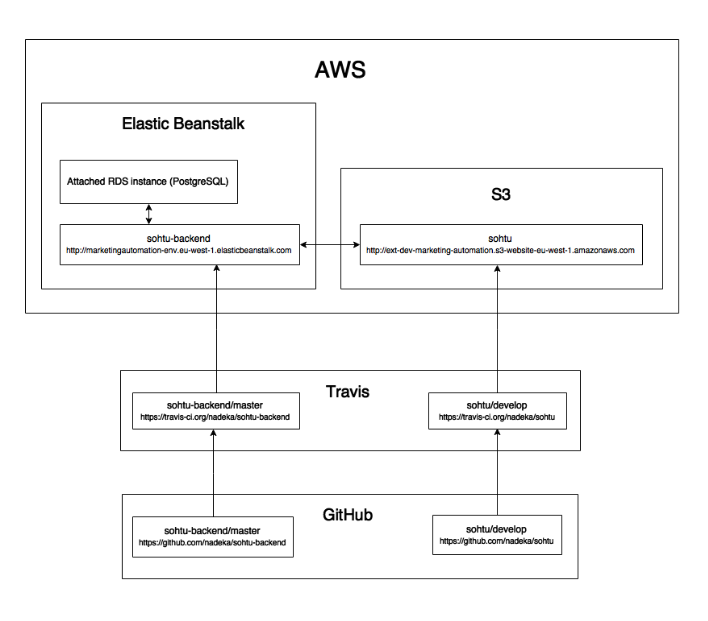 AWS
Elastic Beanstalk
Attached RDS instance (PostgreSQL)
sohtu-backend
http://marketingautomation-env.eu-west-1.elasticbeanstalk.com
S3
sohtu
http://ext-dev-marketing-automation.s3-website-eu-west-1.amazonaws.com
Travis
sohtu-backend/master
https://travis-ci.org/nadeka/sohtu-backend
sohtu/develop
https://travis-ci.org/nadeka/sohtu
GitHub
sohtu-backend/master
https://github.com/nadeka/sohtu-backend
sohtu/develop
https://github.com/nadeka/sohtu